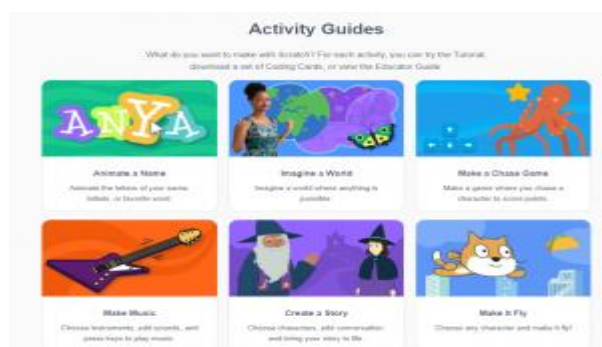 Activity Guides
What do you want to make with Scratch? For each activity, you can try the Tutorial,
download a set of Coding Cards, or view the Educator Guide
ANYA
Animate a Name
Animate the letters of your name,
initials, or favorite word.
Imagine a World
Imagine a world where anything is
possible.
Make a Chase Game
Make a game where you chase a
character to score points.
Make Music
Choose instruments, add sounds, and
press keys to play music.
Create a Story
Choose characters, add conversation,
and bring your story to life.
Make It Fly
Choose any character and make it fly!